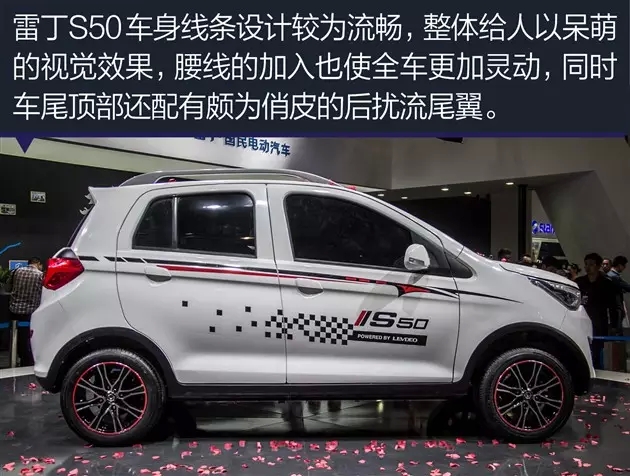 雷丁S50车身线条设计较为流畅，整体给人以呆萌
的视觉效果，腰线的加入也使全车更加灵动，同时
车尾顶部还配有颇为俏皮的后扰流尾翼。
国民电动汽车
S50
POWERED BY LEVDEO